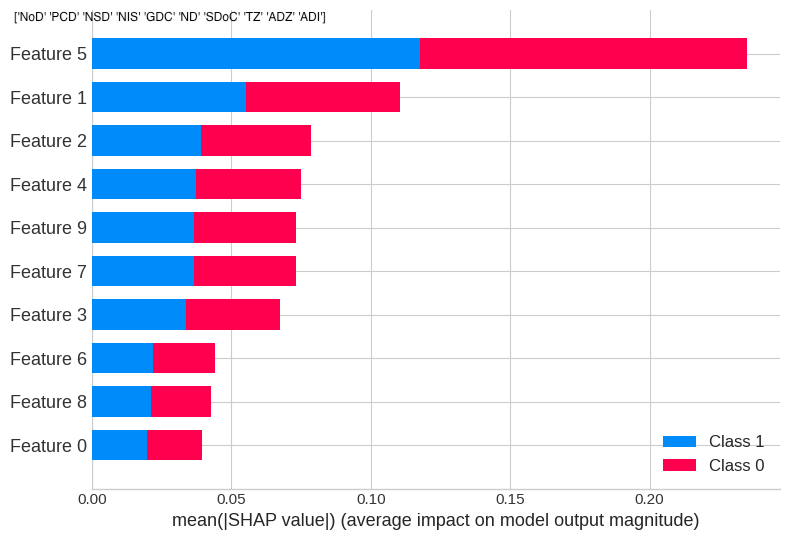 ['NoD' 'PCD' 'NSD' 'NIS' 'GDC' 'ND' 'SDoC' 'TZ' 'ADZ' 'ADI']
Feature 5
Feature 1
Feature 2
Feature 4
Feature 9
Feature 7
Feature 3
Feature 6
Feature 8
Feature 0
Class 1
Class 0
0.00 0.05 0.10 0.15 0.20
mean(|SHAP value|) (average impact on model output magnitude)